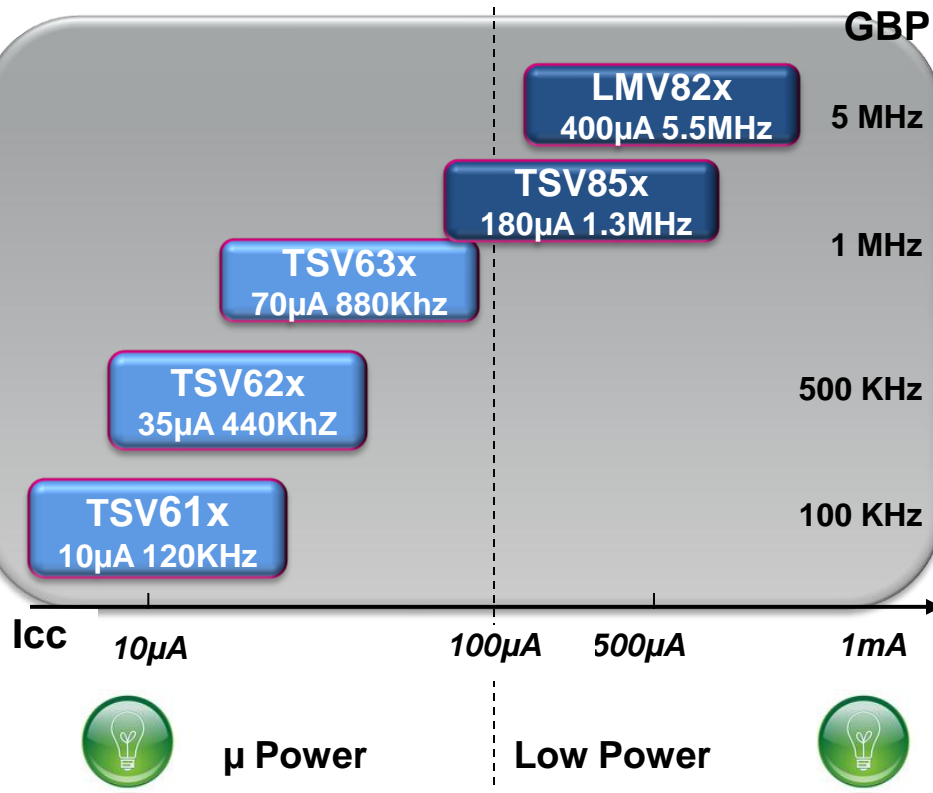 GBP
LMV82x
400µA 5.5MHz
5 MHz
TSV85x
180µA 1.3MHz
1 MHz
TSV63x
70µA 880Khz
TSV62x
35µA 440KhZ
500 KHz
TSV61x
10µA 120KHz
100 KHz
Icc
10µA
100µA
500µA
1mA
µ Power
Low Power